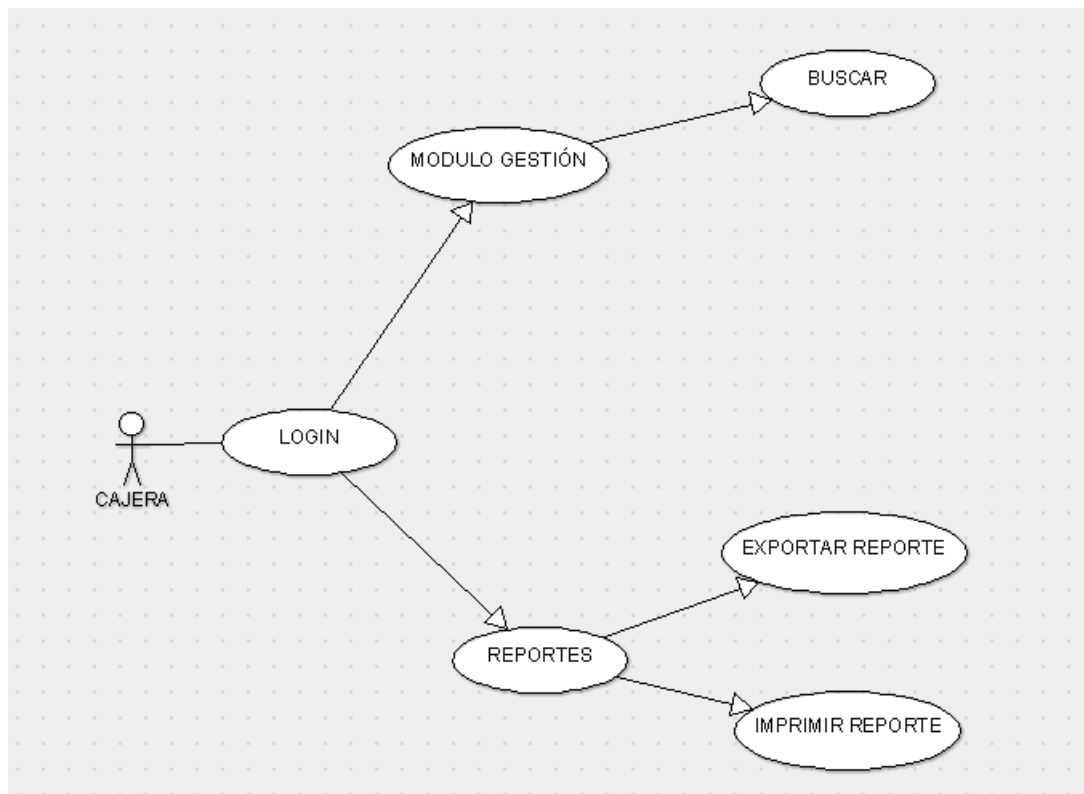 BUSCAR
MODULO GESTIÓN
LOGIN
CAJERA
EXPORTAR REPORTE
REPORTES
IMPRIMIR REPORTE